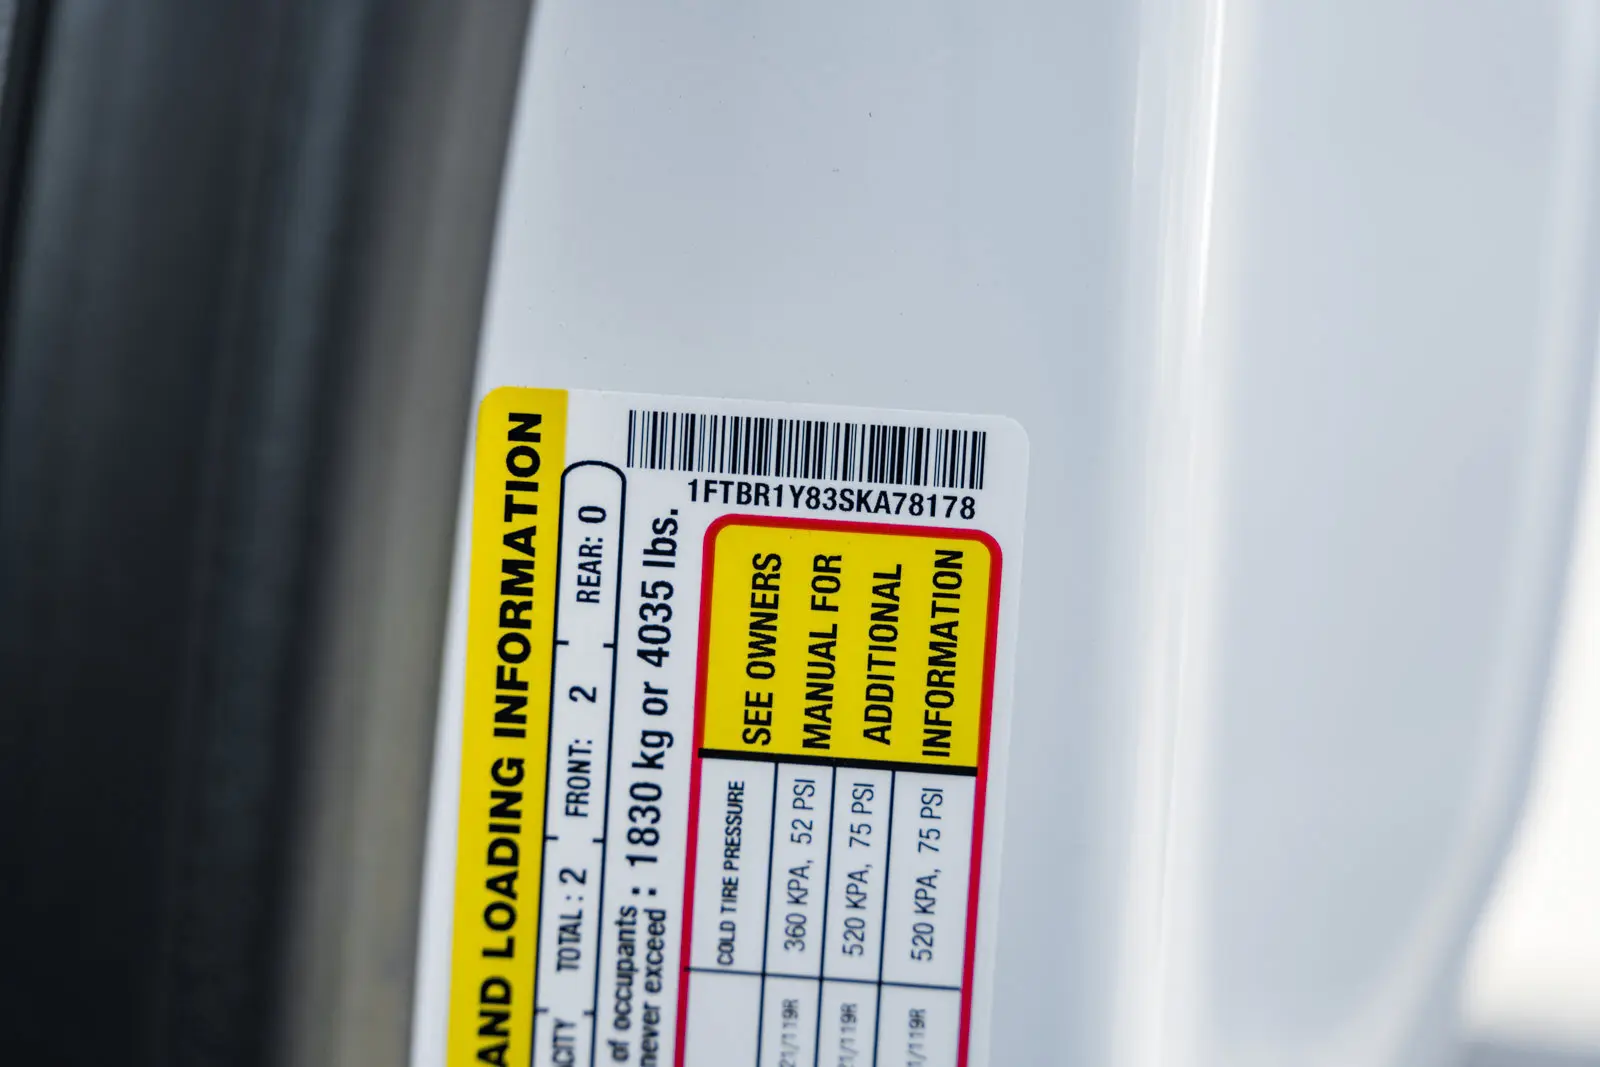 AND LOADING INFORMATION
TOTAL : 2 FRONT: 2 REAR: 0
of occupants
never exceed : 1830 kg or 4035 lbs.
1FTBR1Y83SKA78178
COLD TIRE PRESSURE
360 KPA, 52 PSI
520 KPA, 75 PSI
520 KPA, 75 PSI
SEE OWNERS
MANUAL FOR
ADDITIONAL
INFORMATION